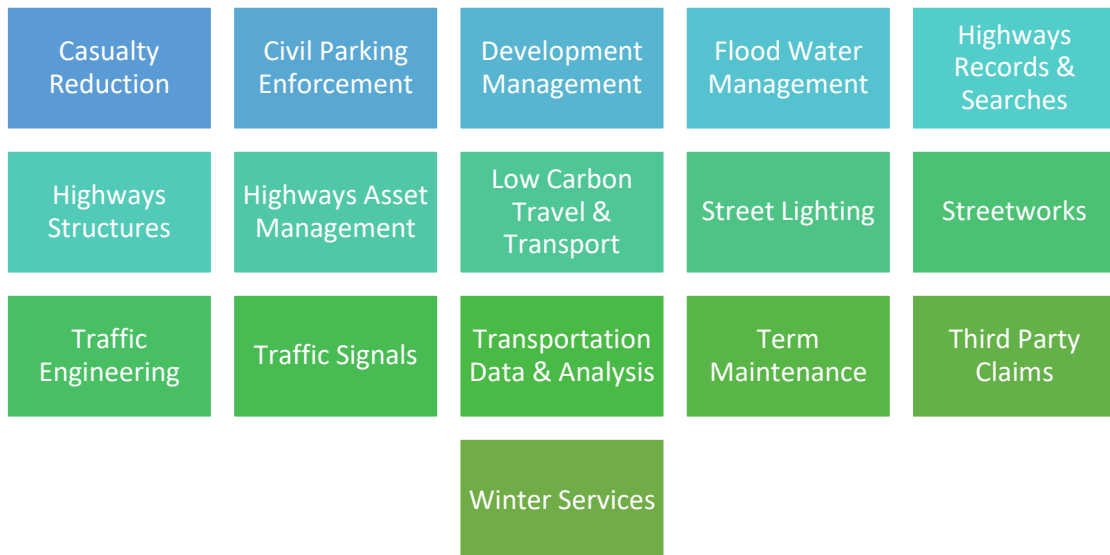 Casualty
Reduction
Civil Parking
Enforcement
Development
Management
Flood Water
Management
Highways
Records &
Searches
Highways
Structures
Highways Asset
Management
Low Carbon
Travel &
Transport
Street Lighting
Streetworks
Traffic
Engineering
Traffic Signals
Transportation
Data & Analysis
Term
Maintenance
Third Party
Claims
Winter Services